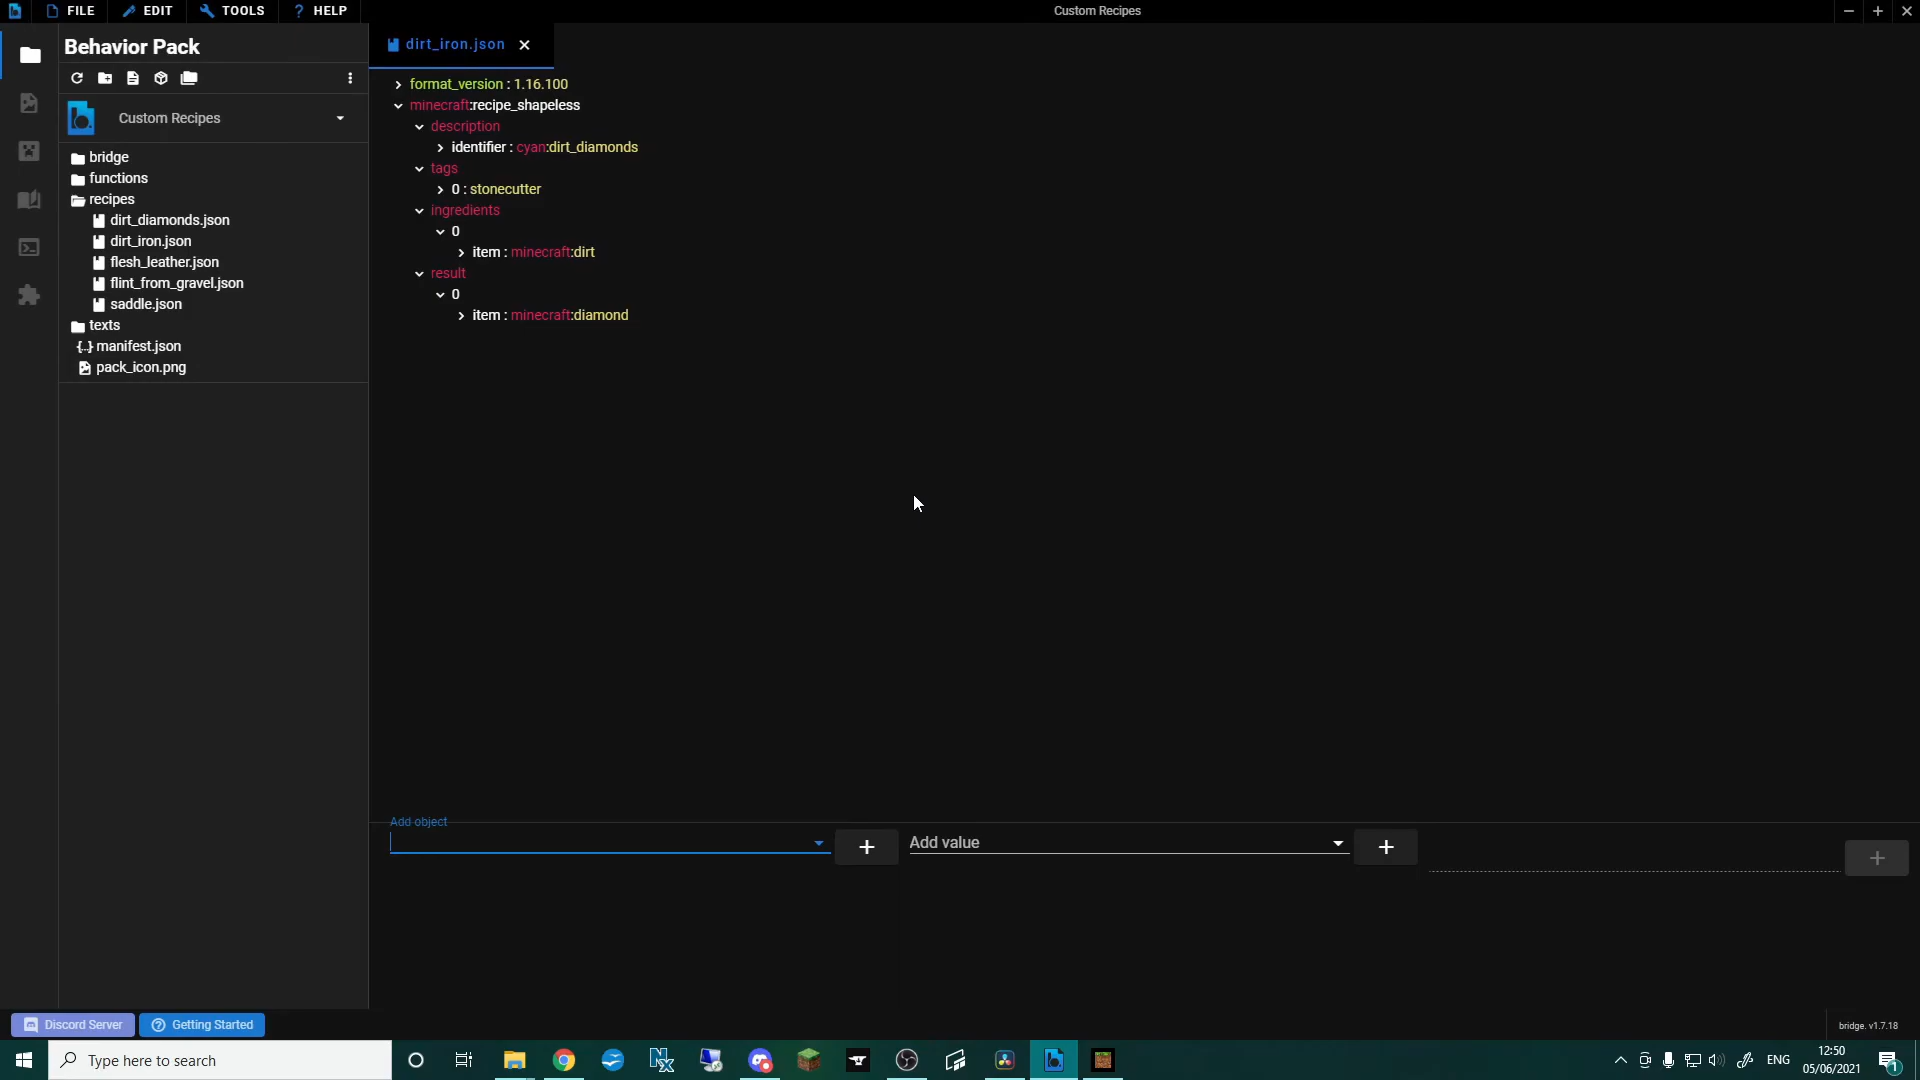 FILE EDIT TOOLS HELP Custom Recipes
Behavior Pack
dirt_iron.json
Custom Recipes
bridge
functions
recipes
dirt_diamonds.json
dirt_iron.json
flesh_leather.json
flint_from_gravel.json
saddle.json
texts
{..} manifest.json
pack_icon.png
format_version : 1.16.100
minecraft:recipe_shapeless
description
identifier : cyan:dirt_diamonds
tags
0 : stonecutter
ingredients
0
item : minecraft:dirt
result
0
item : minecraft:diamond
Add object
Add value
Discord Server Getting Started
bridge. v1.7.18
Type here to search
ENG
12:50
05/06/2021
1